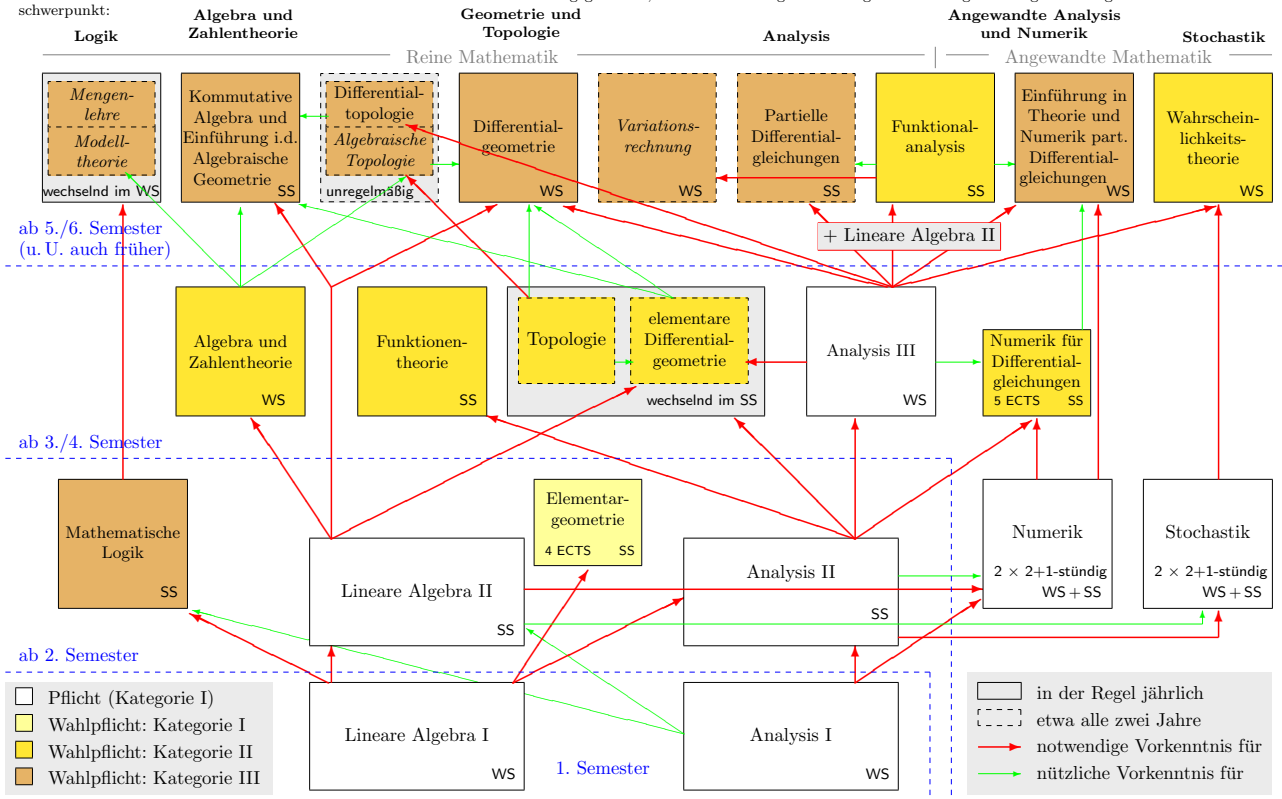 schwerpunkt:
Logik
Algebra und
Zahlentheorie
Geometrie und
Topologie
Analysis
Angewandte Analysis
und Numerik
Stochastik
Reine Mathematik
Angewandte Mathematik
Mengen-
lehre
Modell-
theorie
wechselnd im WS
Kommutative
Algebra und
Einführung i.d.
Algebraische
Geometrie
SS
Differential-
topologie
Algebraische
Topologie
unregelmäßig
Differential-
geometrie
WS
Variations-
rechnung
WS
Partielle
Differential-
gleichungen
SS
Funktional-
analysis
SS
Einführung in
Theorie und
Numerik part.
Differential-
gleichungen
WS
Wahrschein-
lichkeits-
theorie
WS
ab 5./6. Semester
(u. U. auch früher)
+ Lineare Algebra II
Algebra und
Zahlentheorie
WS
Funktionen-
theorie
SS
Topologie
elementare
Differential-
geometrie
wechselnd im SS
Analysis III
WS
Numerik für
Differential-
gleichungen
5 ECTS SS
ab 3./4. Semester
Mathematische
Logik
SS
Lineare Algebra II
SS
Elementar-
geometrie
4 ECTS SS
Analysis II
SS
Numerik
2 × 2+1-stündig
WS + SS
Stochastik
2 × 2+1-stündig
WS + SS
ab 2. Semester
Lineare Algebra I
WS
1. Semester
Analysis I
WS
Pflicht (Kategorie I)
Wahlpflicht: Kategorie I
Wahlpflicht: Kategorie II
Wahlpflicht: Kategorie III
in der Regel jährlich
etwa alle zwei Jahre
notwendige Vorkenntnis für
nützliche Vorkenntnis für